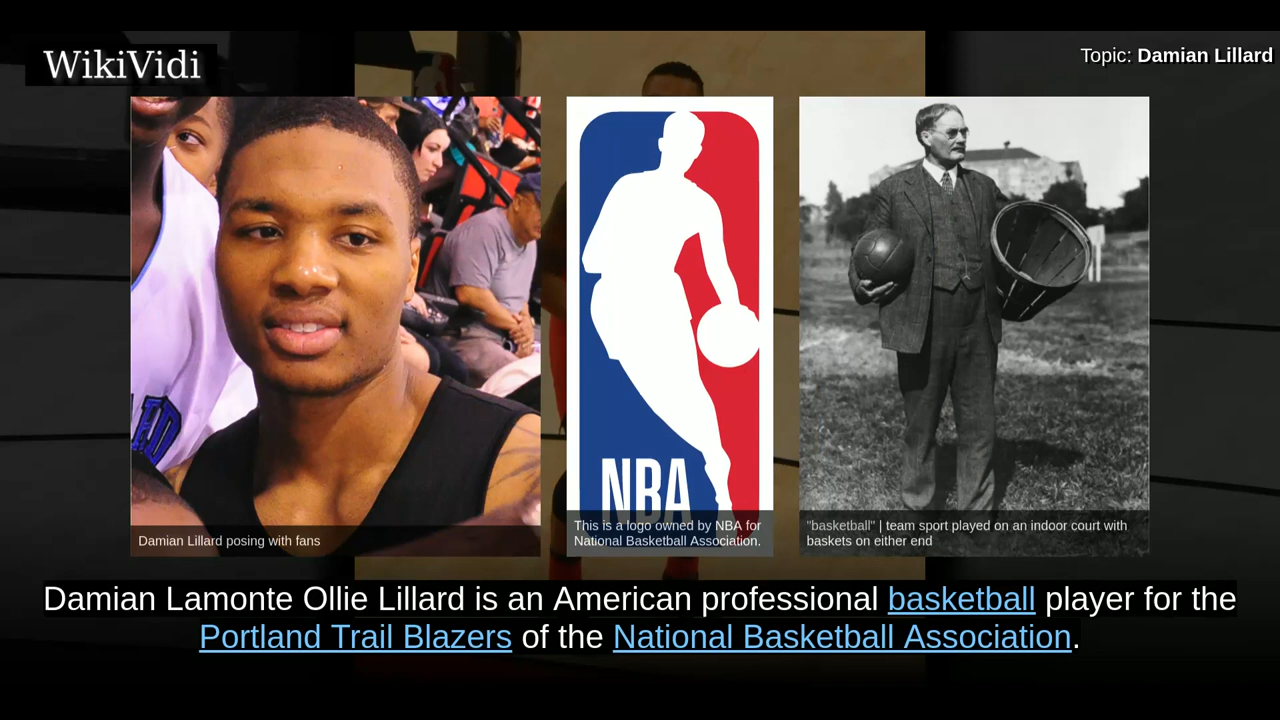 WikiVidi
Topic: Damian Lillard
NBA
Damian Lillard posing with fans
This is a logo owned by NBA for
National Basketball Association.
"basketball" | team sport played on an indoor court with
baskets on either end
Damian Lamonte Ollie Lillard is an American professional basketball player for the
Portland Trail Blazers of the National Basketball Association.